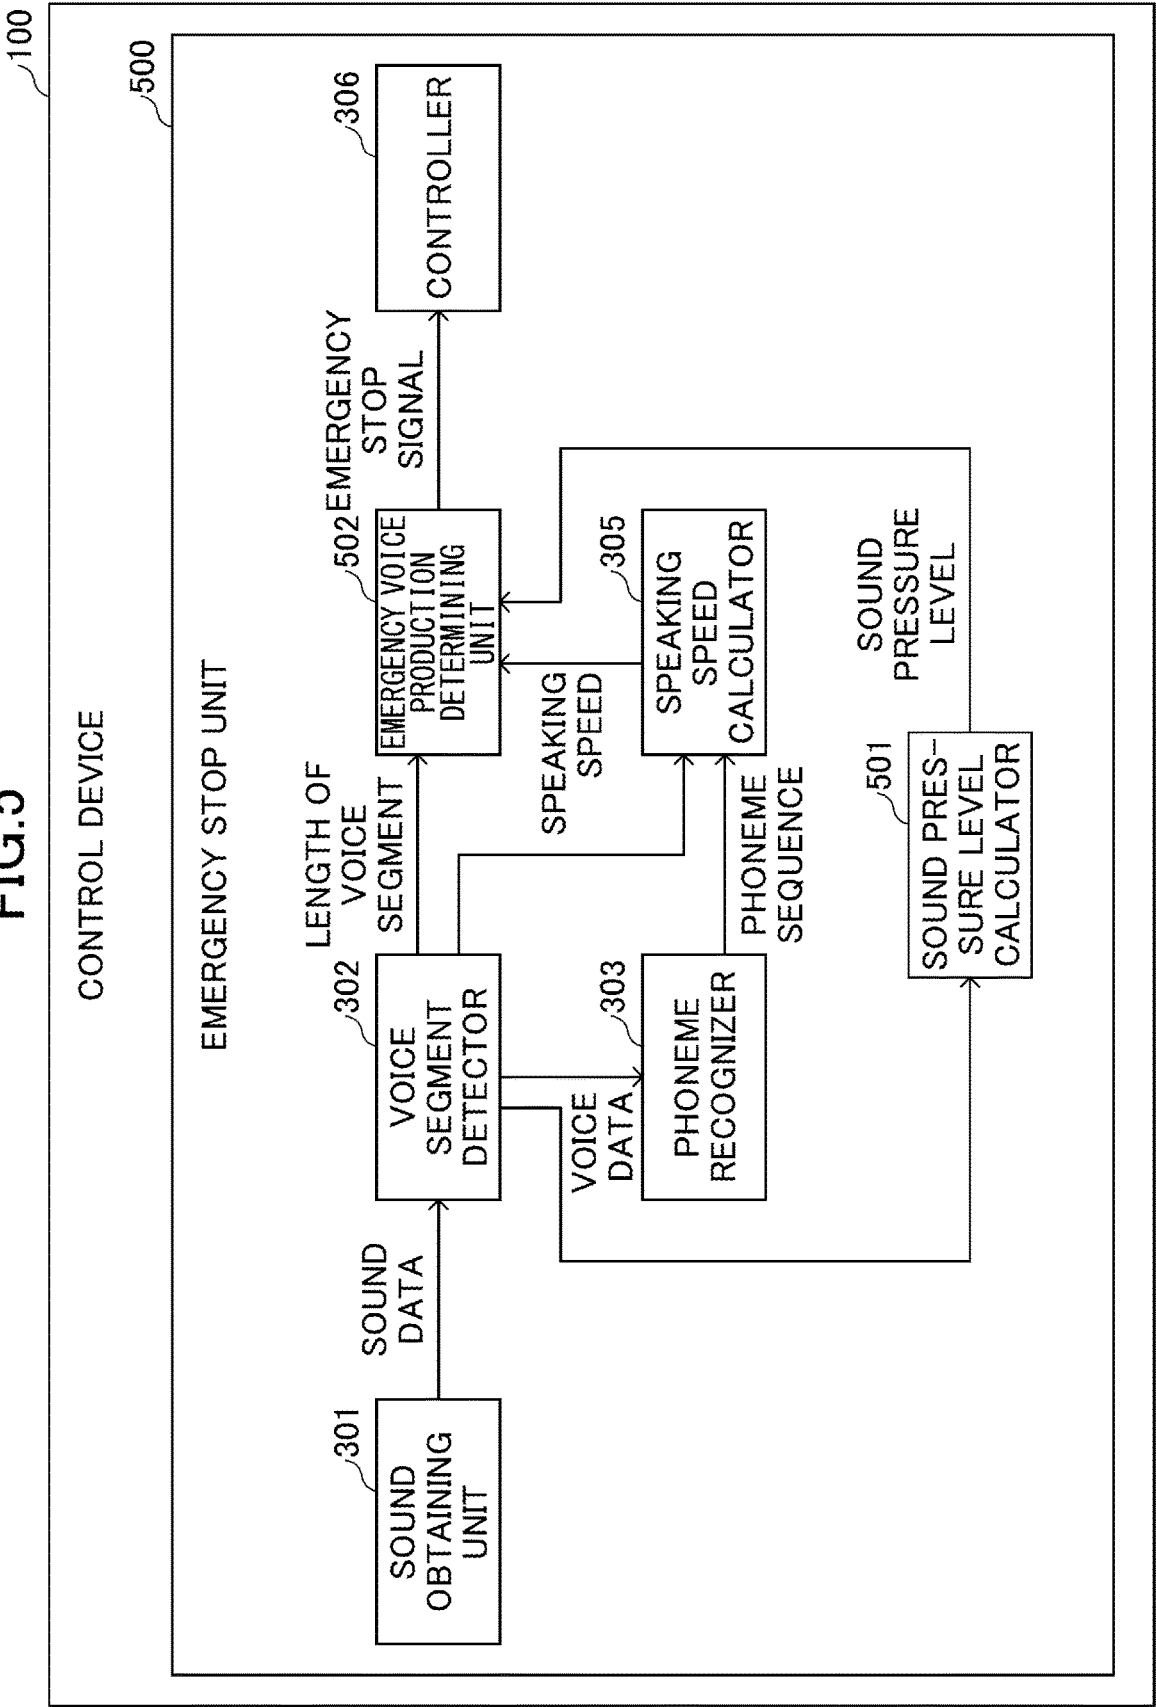 FIG.5
100
CONTROL DEVICE
500
EMERGENCY STOP UNIT
301
SOUND
OBTAINING
UNIT
SOUND
DATA
302
VOICE
SEGMENT
DETECTOR
LENGTH OF
VOICE
SEGMENT
502
EMERGENCY VOICE
PRODUCTION
DETERMINING
UNIT
EMERGENCY
STOP
SIGNAL
306
CONTROLLER
VOICE
DATA
303
PHONEME
RECOGNIZER
PHONEME
SEQUENCE
SPEAKING
SPEED
305
SPEAKING
SPEED
CALCULATOR
501
SOUND PRES-
SURE LEVEL
CALCULATOR
SOUND
PRESSURE
LEVEL